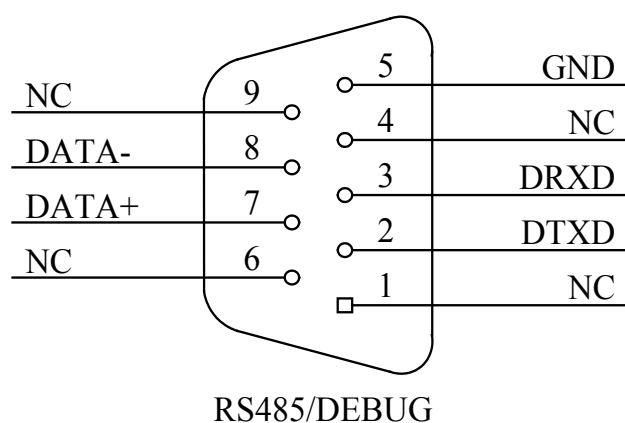 5 GND
NC 9
4 NC
DATA- 8
3 DRXD
DATA+ 7
2 DTXD
NC 6
1 NC
RS485/DEBUG